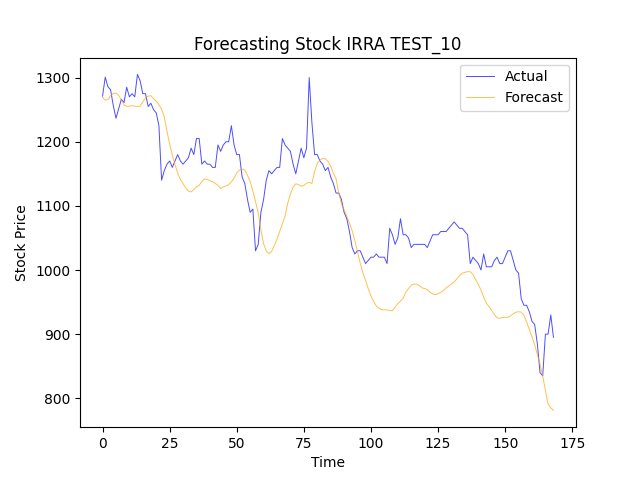 Forecasting Stock IRRA TEST_10
Actual
Forecast
1300
1200
1100
1000
900
800
Stock Price
0 25 50 75 100 125 150 175
Time